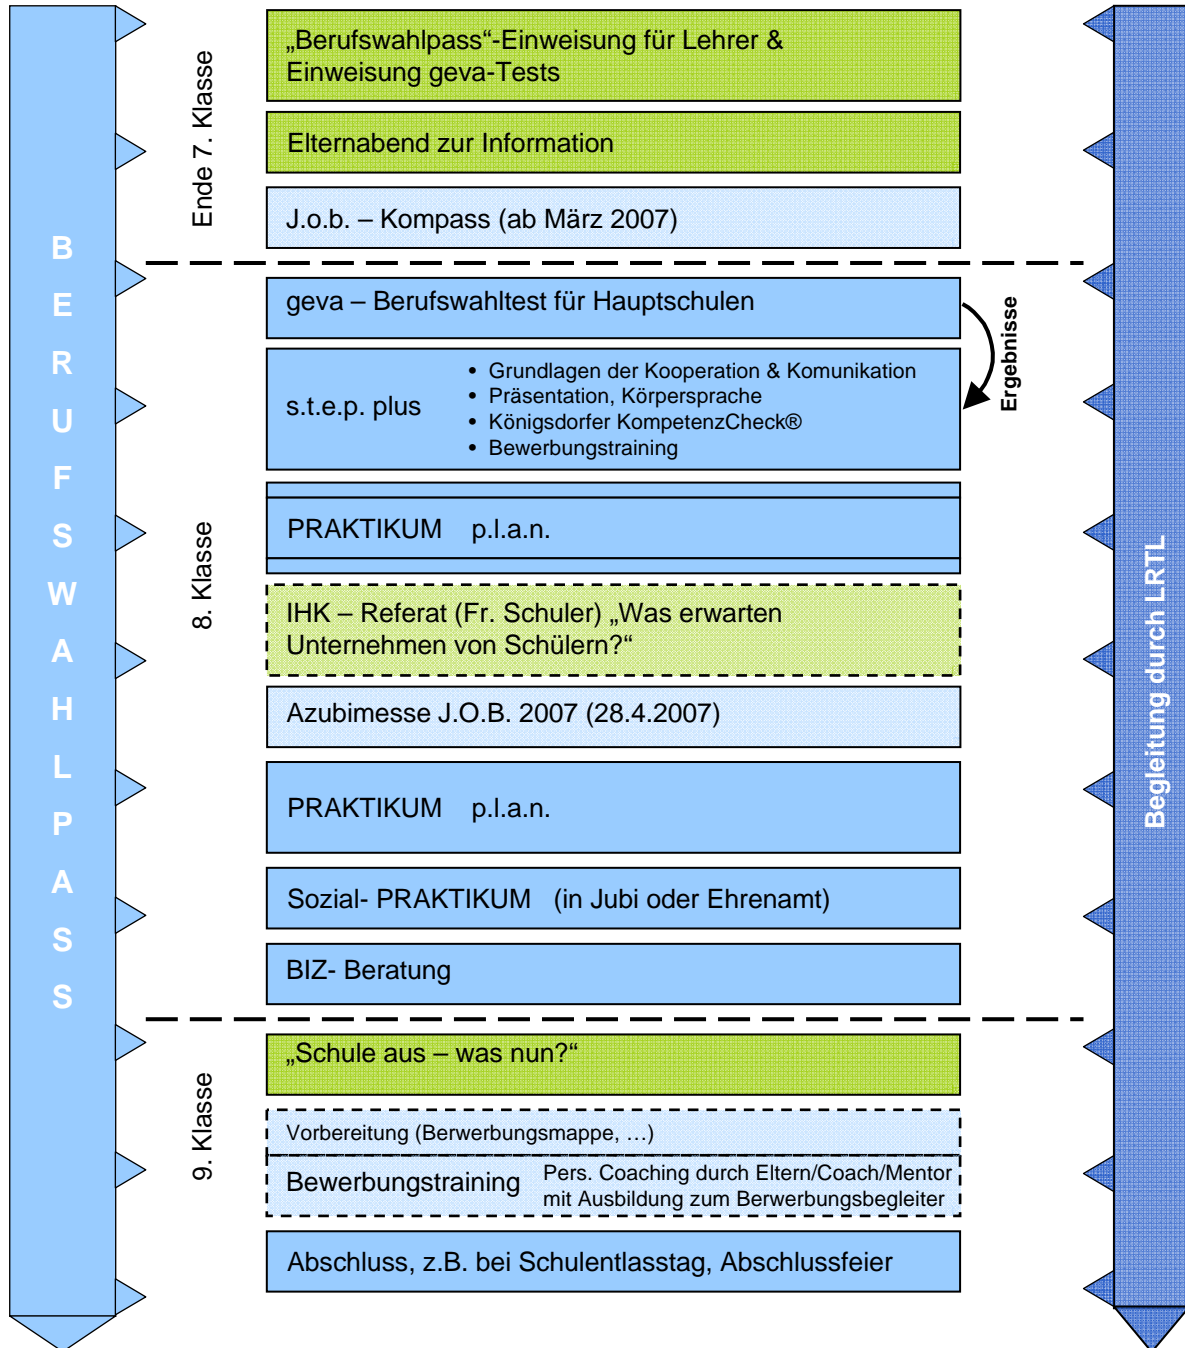 BERUFSWAHLPASS
Ende 7. Klasse
„Berufswahlpass“-Einweisung für Lehrer &
Einweisung geva-Tests
Elternabend zur Information
J.o.b. – Kompass (ab März 2007)
8. Klasse
geva – Berufswahltest für Hauptschulen
Ergebnisse
s.t.e.p. plus
• Grundlagen der Kooperation & Komunikation
• Präsentation, Körpersprache
• Königsdorfer KompetenzCheck®
• Bewerbungstraining
PRAKTIKUM p.l.a.n.
IHK – Referat (Fr. Schuler) „Was erwarten
Unternehmen von Schülern?“
Azubimesse J.O.B. 2007 (28.4.2007)
PRAKTIKUM p.l.a.n.
Sozial- PRAKTIKUM (in Jubi oder Ehrenamt)
BIZ- Beratung
9. Klasse
„Schule aus – was nun?“
Vorbereitung (Berwerbungsmappe, …)
Bewerbungstraining
Pers. Coaching durch Eltern/Coach/Mentor
mit Ausbildung zum Berwerbungsbegleiter
Abschluss, z.B. bei Schulentlasstag, Abschlussfeier
Begleitung durch LRTL